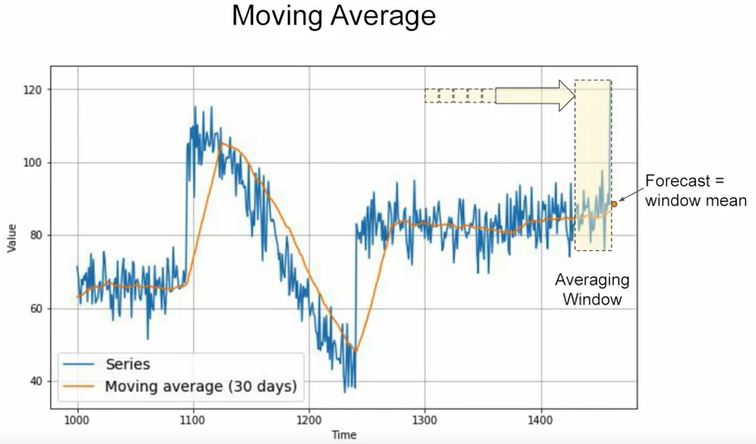 Moving Average
120
100
80
60
40
Value
Forecast =
window mean
Averaging
Window
Series
Moving average (30 days)
1000
1100
1200
1300
1400
Time